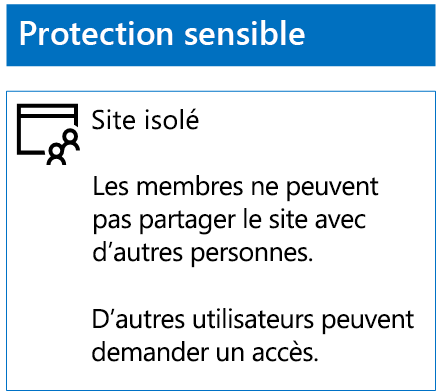 Protection sensible
Site isolé
Les membres ne peuvent
pas partager le site avec
d’autres personnes.
D’autres utilisateurs peuvent
demander un accès.